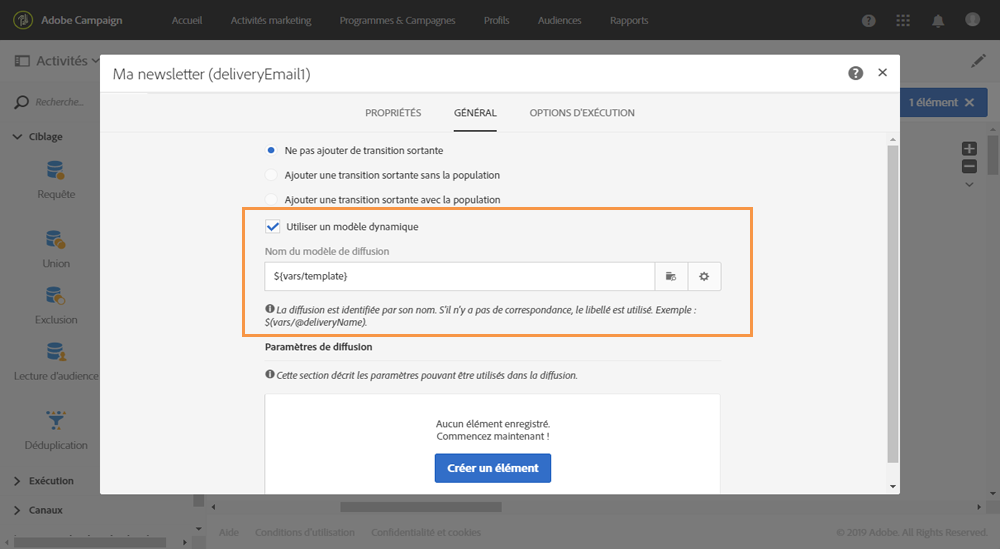 Adobe Campaign
Accueil
Activités marketing
Programmes & Campagnes
Profils
Audiences
Rapports
Activités
1 élément
Recherche...
Ciblage
Requête
Union
Exclusion
Lecture d'audience
Déduplication
Exécution
Canaux
Ma newsletter (deliveryEmail1)
PROPRIÉTÉS
GÉNÉRAL
OPTIONS D'EXÉCUTION
Ne pas ajouter de transition sortante
Ajouter une transition sortante sans la population
Ajouter une transition sortante avec la population
Utiliser un modèle dynamique
Nom du modèle de diffusion
${vars/template}
La diffusion est identifiée par son nom. S'il n'y a pas de correspondance, le libellé est utilisé. Exemple :
$(vars/@deliveryName).
Paramètres de diffusion
Cette section décrit les paramètres pouvant être utilisés dans la diffusion.
Aucun élément enregistré.
Commencez maintenant !
Créer un élément
Aide
Conditions d'utilisation
Confidentialité et cookies
© 2019 Adobe. All Rights Reserved.